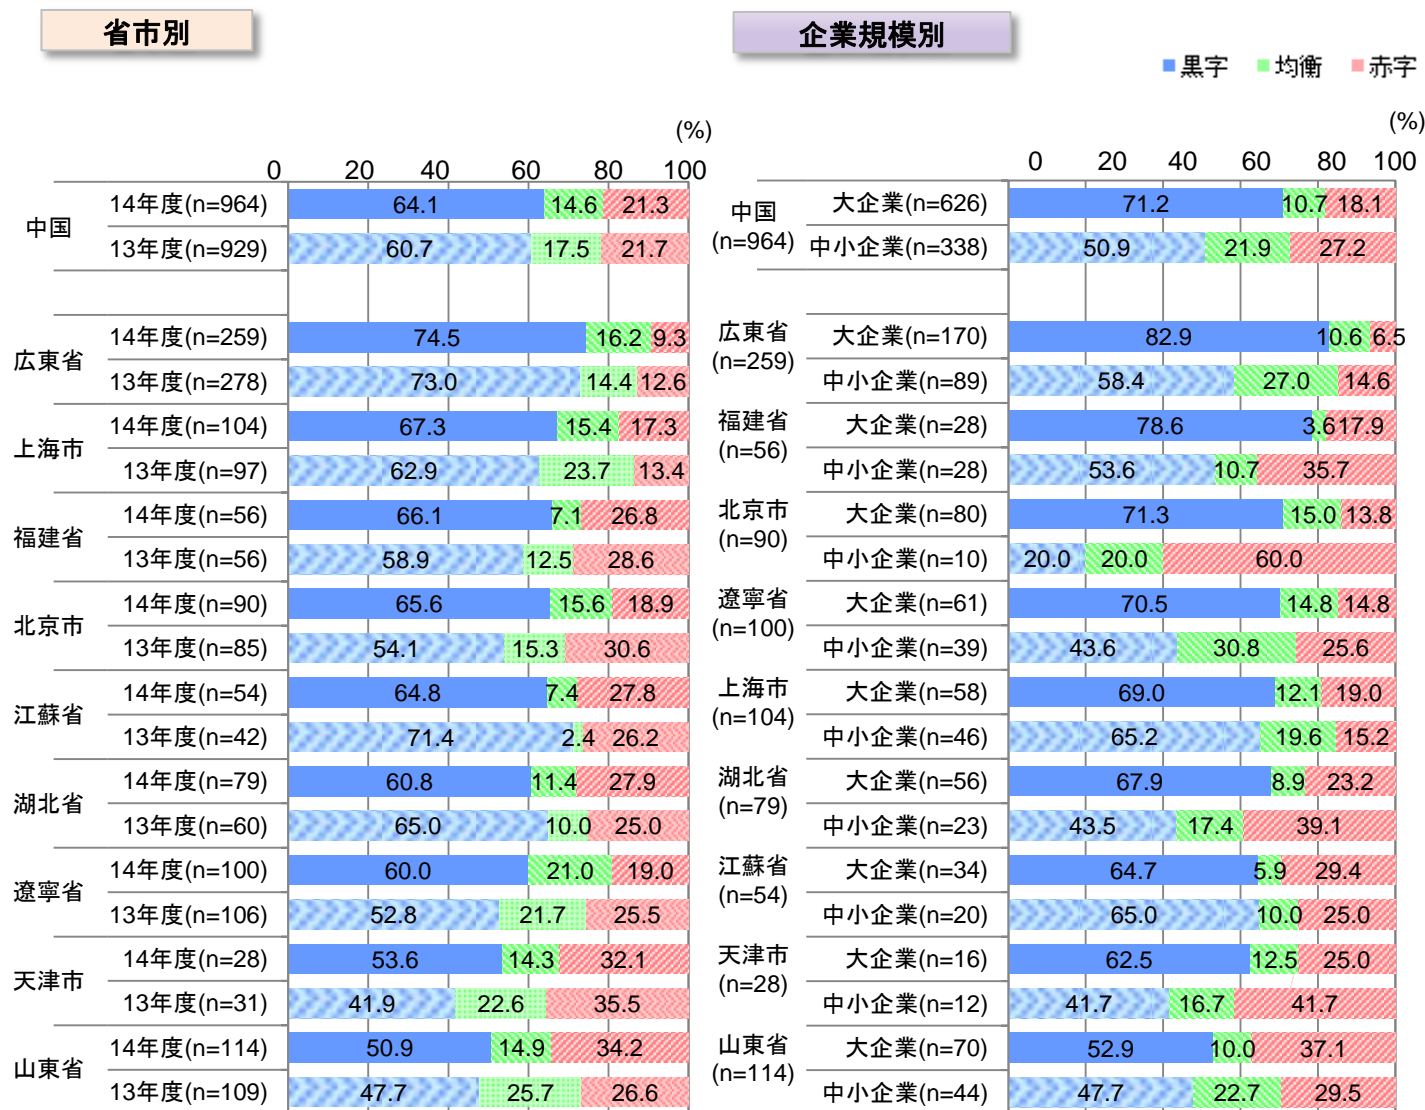 省市別
企業規模別
黒字 均衡 赤字
(%)
0 20 40 60 80 100
中国
14年度(n=964) 64.1 14.6 21.3
13年度(n=929) 60.7 17.5 21.7
広東省
14年度(n=259) 74.5 16.2 9.3
13年度(n=278) 73.0 14.4 12.6
上海市
14年度(n=104) 67.3 15.4 17.3
13年度(n=97) 62.9 23.7 13.4
福建省
14年度(n=56) 66.1 7.1 26.8
13年度(n=56) 58.9 12.5 28.6
北京市
14年度(n=90) 65.6 15.6 18.9
13年度(n=85) 54.1 15.3 30.6
江蘇省
14年度(n=54) 64.8 7.4 27.8
13年度(n=42) 71.4 2.4 26.2
湖北省
14年度(n=79) 60.8 11.4 27.9
13年度(n=60) 65.0 10.0 25.0
遼寧省
14年度(n=100) 60.0 21.0 19.0
13年度(n=106) 52.8 21.7 25.5
天津市
14年度(n=28) 53.6 14.3 32.1
13年度(n=31) 41.9 22.6 35.5
山東省
14年度(n=114) 50.9 14.9 34.2
13年度(n=109) 47.7 25.7 26.6
(%)
0 20 40 60 80 100
中国
(n=964)
大企業(n=626) 71.2 10.7 18.1
中小企業(n=338) 50.9 21.9 27.2
広東省
(n=259)
大企業(n=170) 82.9 10.6 6.5
中小企業(n=89) 58.4 27.0 14.6
福建省
(n=56)
大企業(n=28) 78.6 3.6 17.9
中小企業(n=28) 53.6 10.7 35.7
北京市
(n=90)
大企業(n=80) 71.3 15.0 13.8
中小企業(n=10) 20.0 20.0 60.0
遼寧省
(n=100)
大企業(n=61) 70.5 14.8 14.8
中小企業(n=39) 43.6 30.8 25.6
上海市
(n=104)
大企業(n=58) 69.0 12.1 19.0
中小企業(n=46) 65.2 19.6 15.2
湖北省
(n=79)
大企業(n=56) 67.9 8.9 23.2
中小企業(n=23) 43.5 17.4 39.1
江蘇省
(n=54)
大企業(n=34) 64.7 5.9 29.4
中小企業(n=20) 65.0 10.0 25.0
天津市
(n=28)
大企業(n=16) 62.5 12.5 25.0
中小企業(n=12) 41.7 16.7 41.7
山東省
(n=114)
大企業(n=70) 52.9 10.0 37.1
中小企業(n=44) 47.7 22.7 29.5